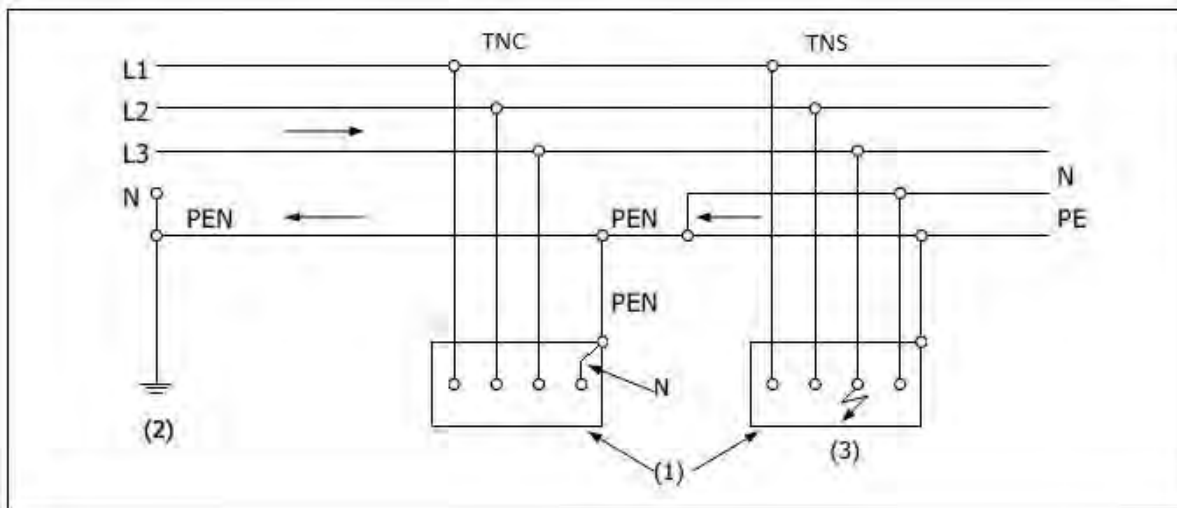 TNC TNS
L1
L2
L3
N N
PEN PEN PE
PEN
N
(2) (1) (3)